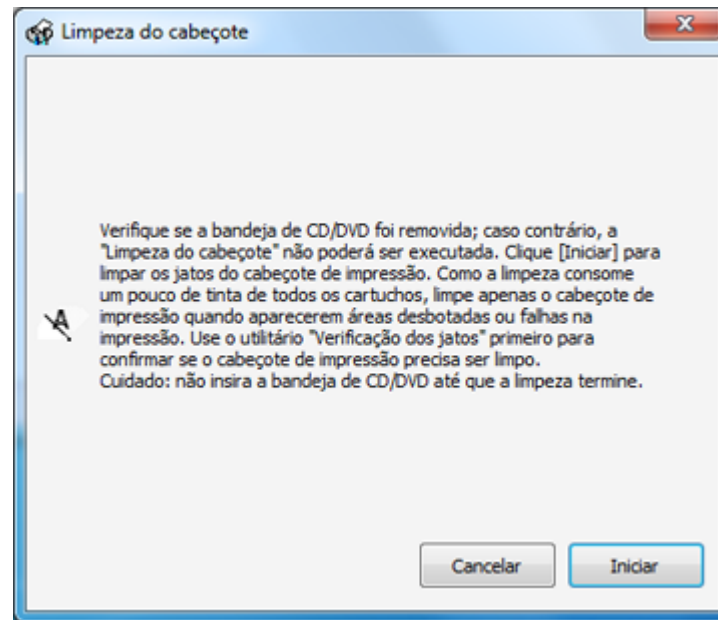 Limpeza do cabeçote
Verifique se a bandeja de CD/DVD foi removida; caso contrário, a
"Limpeza do cabeçote" não poderá ser executada. Clique [Iniciar] para
limpar os jatos do cabeçote de impressão. Como a limpeza consome
um pouco de tinta de todos os cartuchos, limpe apenas o cabeçote de
impressão quando aparecerem áreas desbotadas ou falhas na
impressão. Use o utilitário "Verificação dos jatos" primeiro para
confirmar se o cabeçote de impressão precisa ser limpo.
Cuidado: não insira a bandeja de CD/DVD até que a limpeza termine.
Cancelar Iniciar